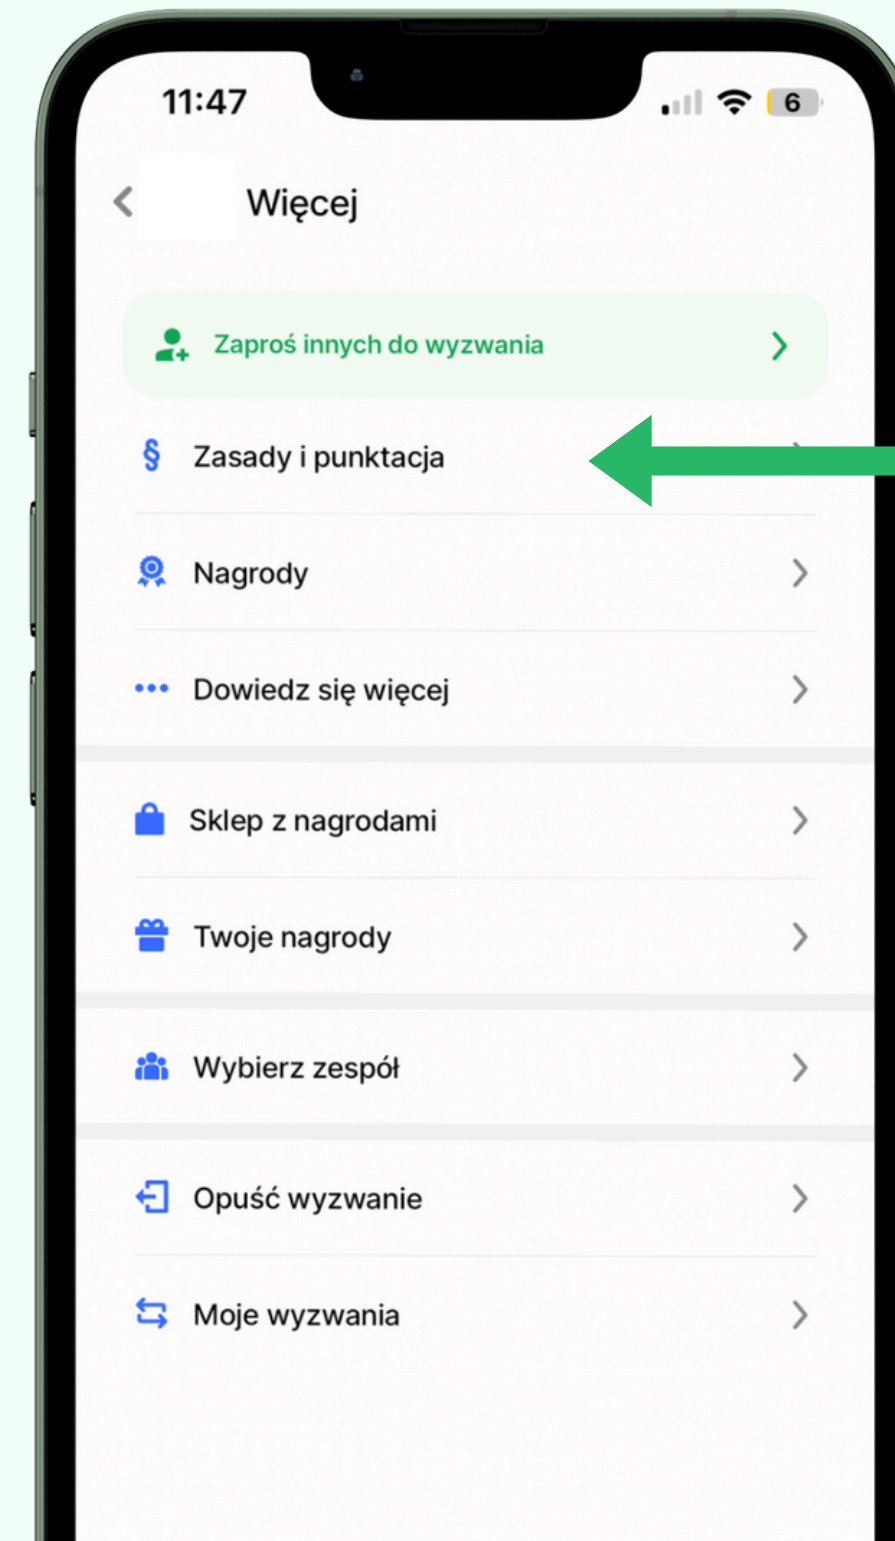 11:47
6
Więcej
Zaproś innych do wyzwania
§ Zasady i punktacja
Nagrody
Dowiedz się więcej
Sklep z nagrodami
Twoje nagrody
Wybierz zespół
Opuść wyzwanie
Moje wyzwania